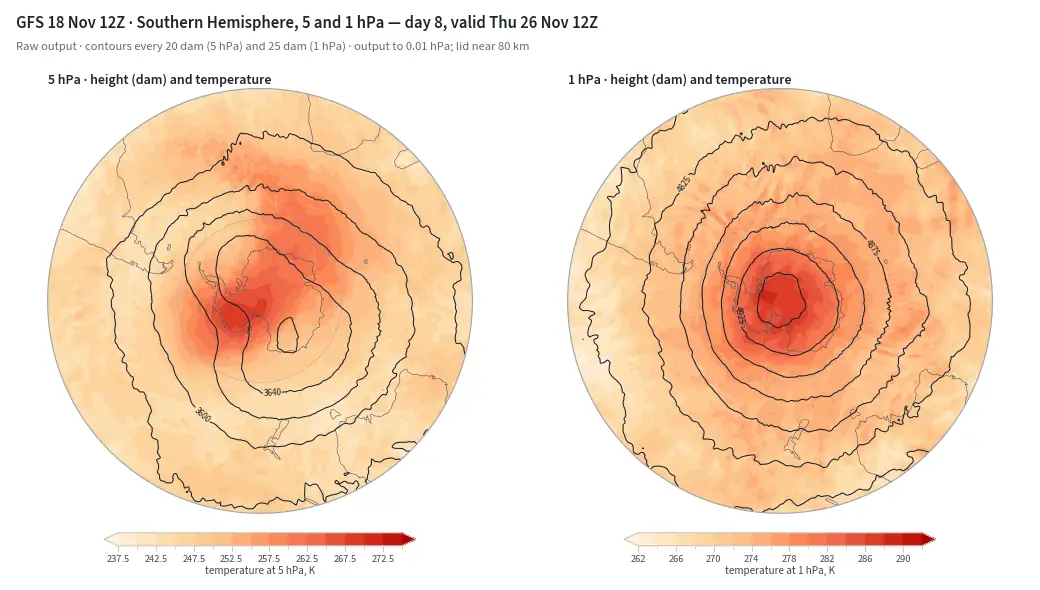 GFS 18 Nov 12Z · Southern Hemisphere, 5 and 1 hPa — day 8, valid Thu 26 Nov 12Z
Raw output · contours every 20 dam (5 hPa) and 25 dam (1 hPa) · output to 0.01 hPa; lid near 80 km
5 hPa · height (dam) and temperature
1 hPa · height (dam) and temperature
4825
4875
4925
3640
3600
237.5 242.5 247.5 252.5 257.5 262.5 267.5 272.5
temperature at 5 hPa, K
262 266 270 274 278 282 286 290
temperature at 1 hPa, K